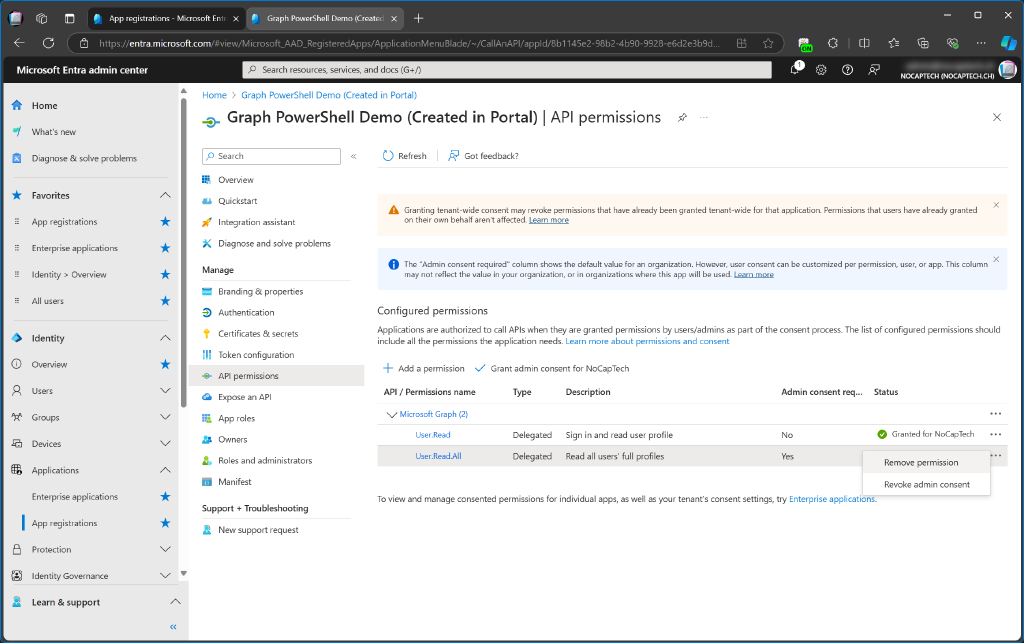 App registrations - Microsoft Entr
Graph PowerShell Demo (Created
https://entra.microsoft.com/#view/Microsoft_AAD_RegisteredApps/ApplicationMenuBlade/~/CallAnAPI/appId/8b1145e2-98b2-4b90-9928-e6d2e3b9d...
ON
Microsoft Entra admin center
Search resources, services, and docs (G+/)
1
NOCAPTECH (NOCAPTECH.CH)
Home
What's new
Diagnose & solve problems
Favorites
App registrations
Enterprise applications
Identity > Overview
All users
Identity
Overview
Users
Groups
Devices
Applications
Enterprise applications
App registrations
Protection
Identity Governance
Learn & support
Home > Graph PowerShell Demo (Created in Portal)
Graph PowerShell Demo (Created in Portal) | API permissions
Search
Overview
Quickstart
Integration assistant
Diagnose and solve problems
Manage
Branding & properties
Authentication
Certificates & secrets
Token configuration
API permissions
Expose an API
App roles
Owners
Roles and administrators
Manifest
Support + Troubleshooting
New support request
Refresh
Got feedback?
Granting tenant-wide consent may revoke permissions that have already been granted tenant-wide for that application. Permissions that users have already granted
on their own behalf aren't affected. Learn more
The "Admin consent required" column shows the default value for an organization. However, user consent can be customized per permission, user, or app. This column
may not reflect the value in your organization, or in organizations where this app will be used. Learn more
Configured permissions
Applications are authorized to call APIs when they are granted permissions by users/admins as part of the consent process. The list of configured permissions should
include all the permissions the application needs. Learn more about permissions and consent
Add a permission
Grant admin consent for NoCapTech
API / Permissions name Type Description Admin consent req... Status
Microsoft Graph (2)
User.Read Delegated Sign in and read user profile No Granted for NoCapTech
User.Read.All Delegated Read all users' full profiles Yes
Remove permission
Revoke admin consent
To view and manage consented permissions for individual apps, as well as your tenant's consent settings, try Enterprise applications.